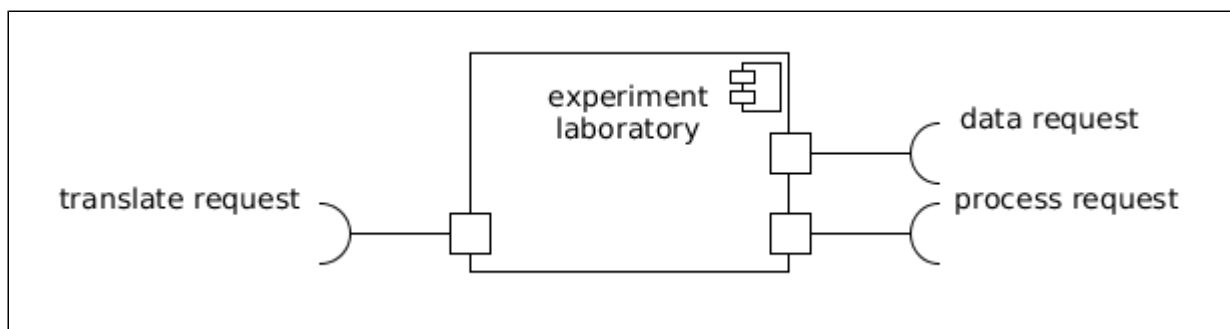 experiment
laboratory
data request
translate request
process request